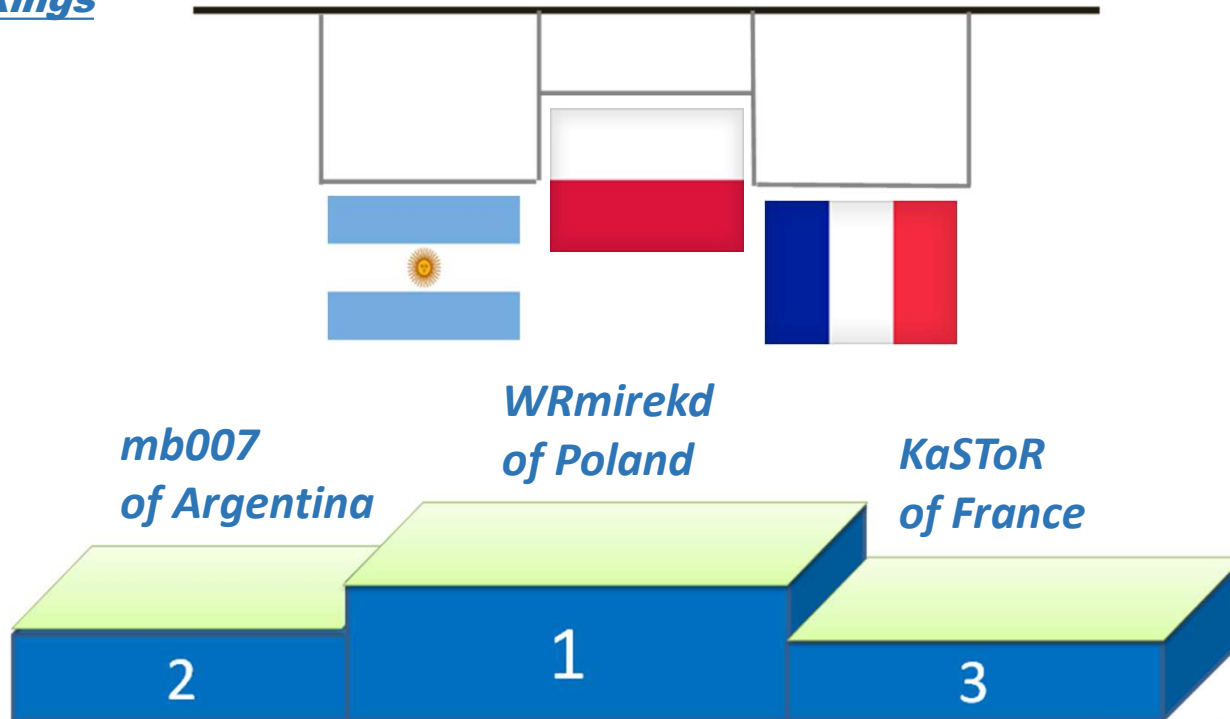 mb007
of Argentina
WRmirekd
of Poland
KaSToR
of France
2
1
3